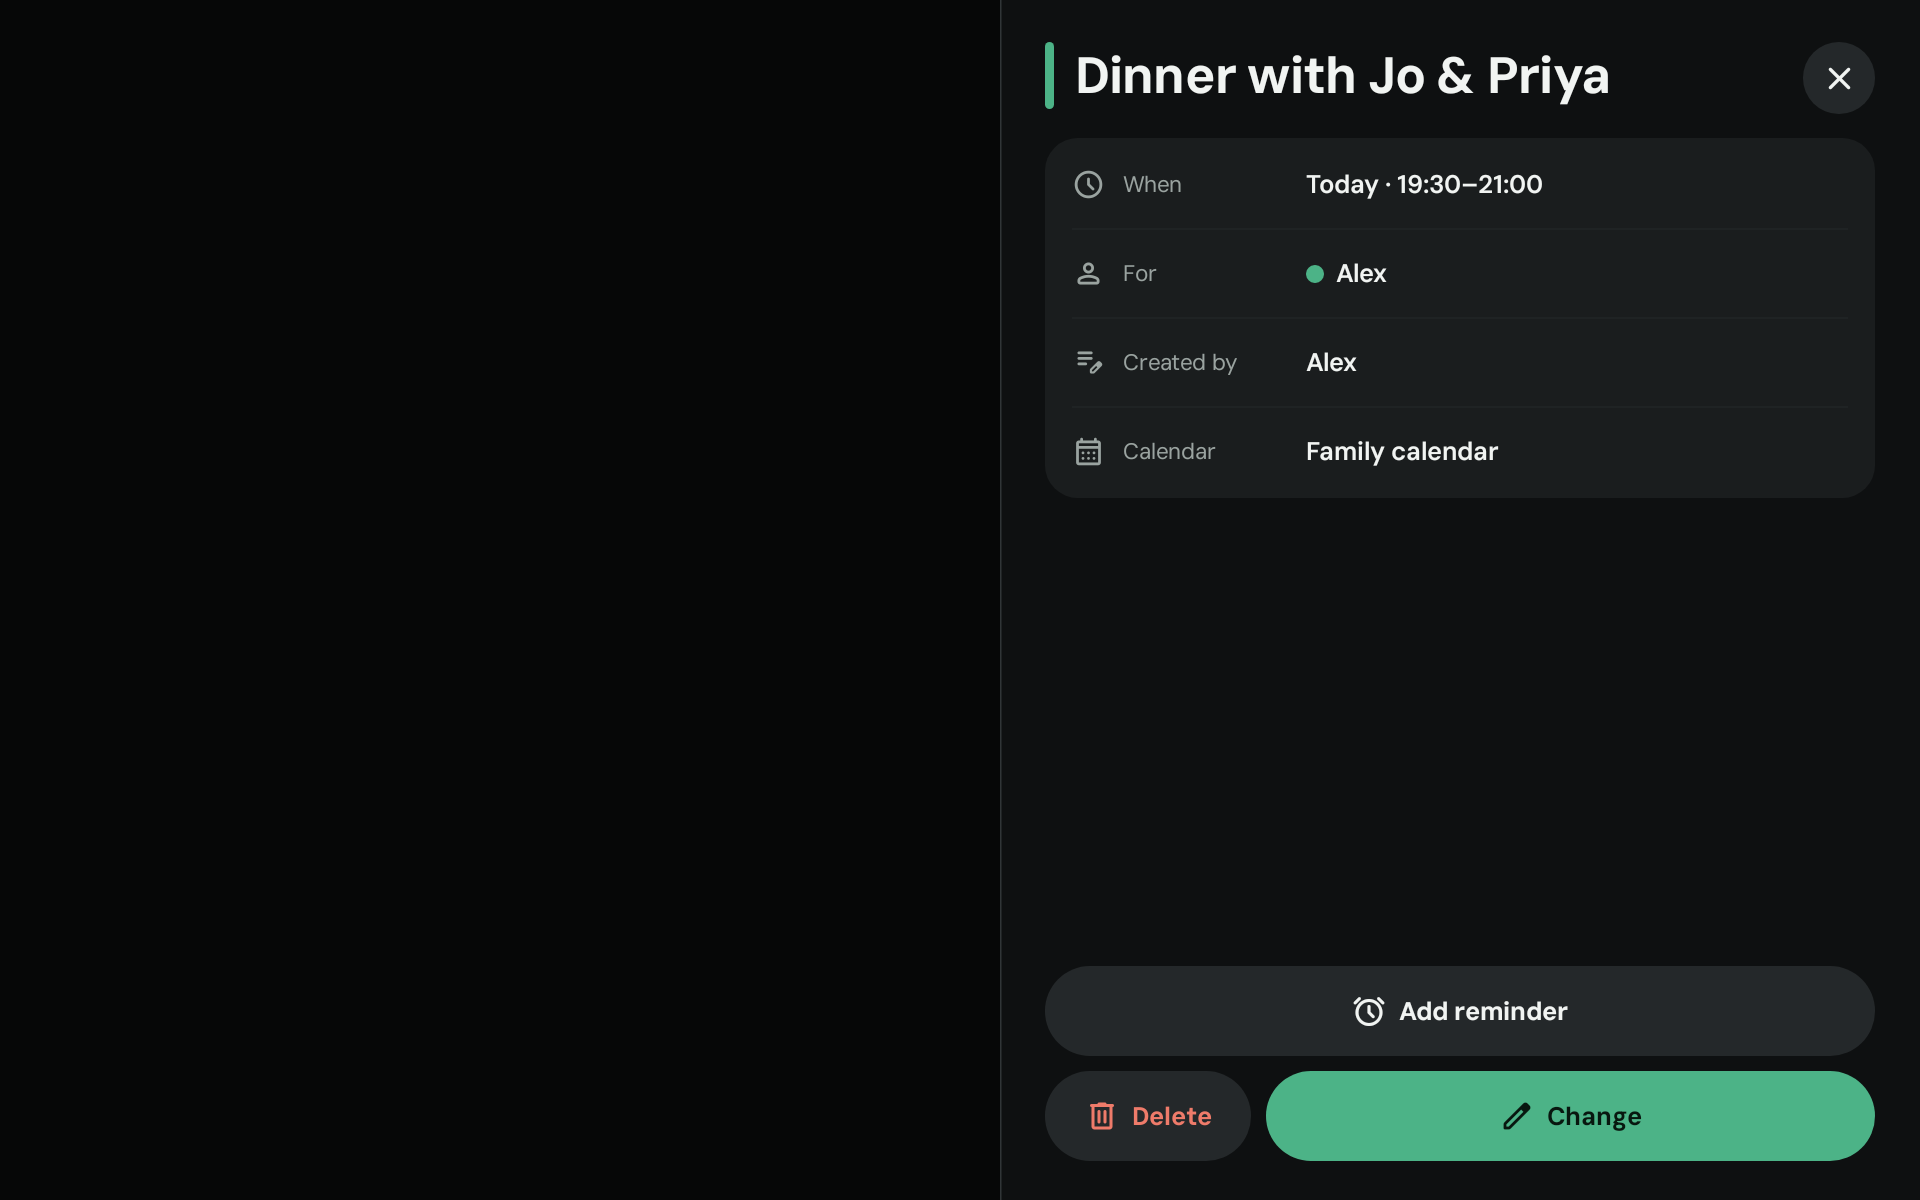 Dinner with Jo & Priya
When Today · 19:30–21:00
For Alex
Created by Alex
Calendar Family calendar
Add reminder
Delete Change